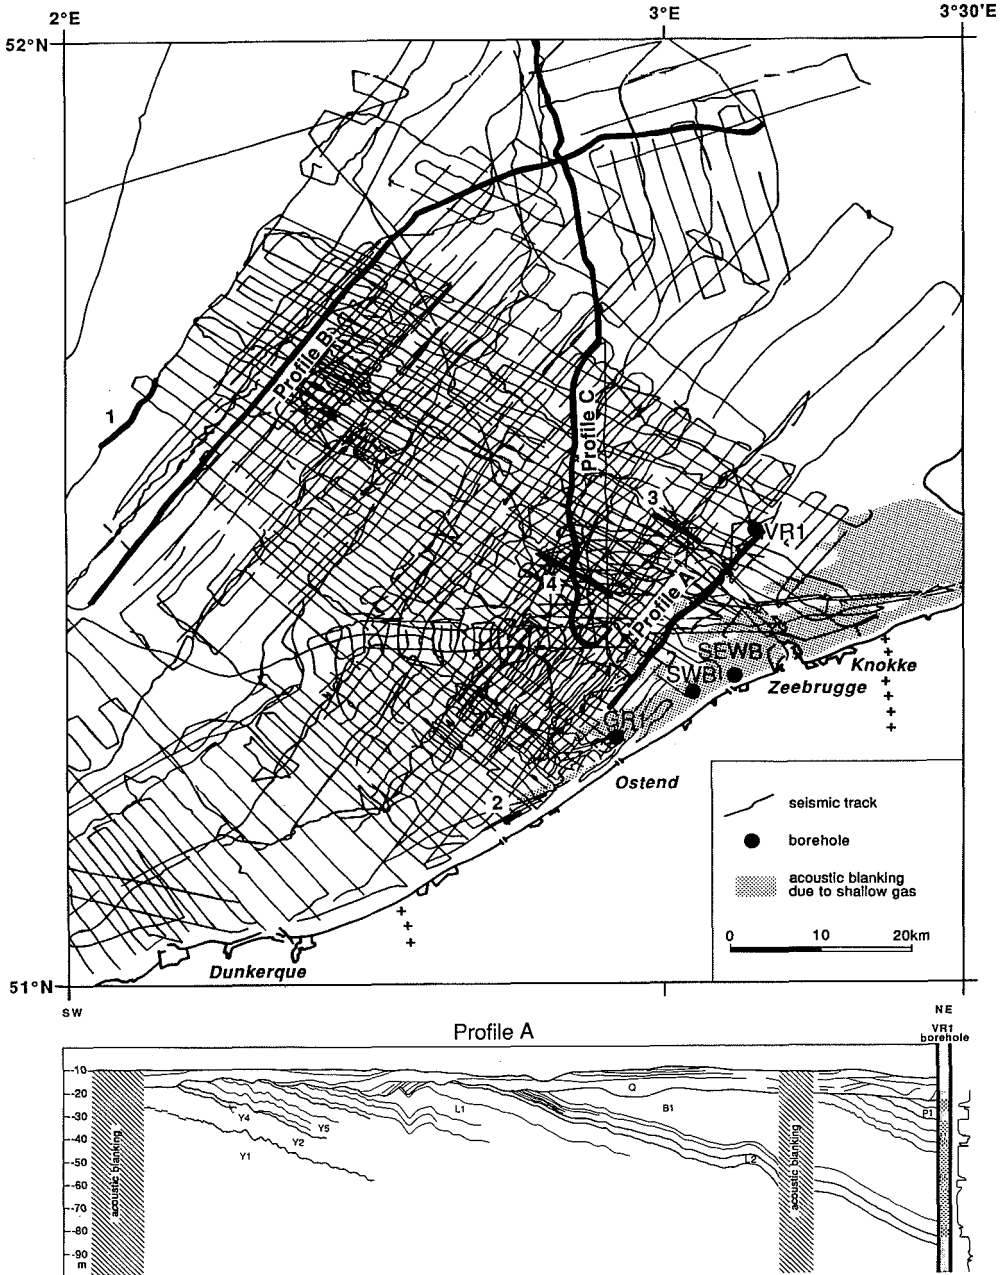 2°E
3°E
3°30'E
52°N
Profile B
1
Profile C
3
VR1
4
Profile A
SEWB
SWB
Knokke
Zeebrugge
GR1
Ostend
2
seismic track
borehole
acoustic blanking
due to shallow gas
0 10 20km
Dunkerque
51°N
SW
NE
Profile A
VR1
borehole
-10
-20
-30
-40
-50
-60
-70
-80
-90
m
acoustic blanking
Y4
Y5
Y2
Y1
L1
Q
B1
L2
acoustic blanking
P1